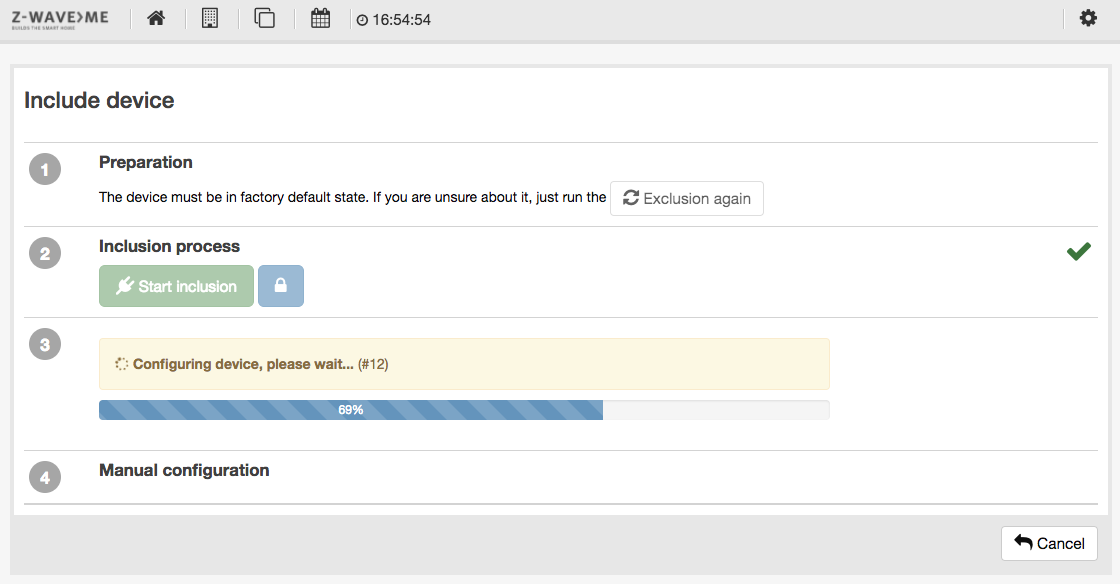 Z-WAVE>ME
BUILDS THE SMART HOME
16:54:54
Include device
1
Preparation
The device must be in factory default state. If you are unsure about it, just run the Exclusion again
2
Inclusion process
Start inclusion
3
Configuring device, please wait... (#12)
69%
4
Manual configuration
Cancel